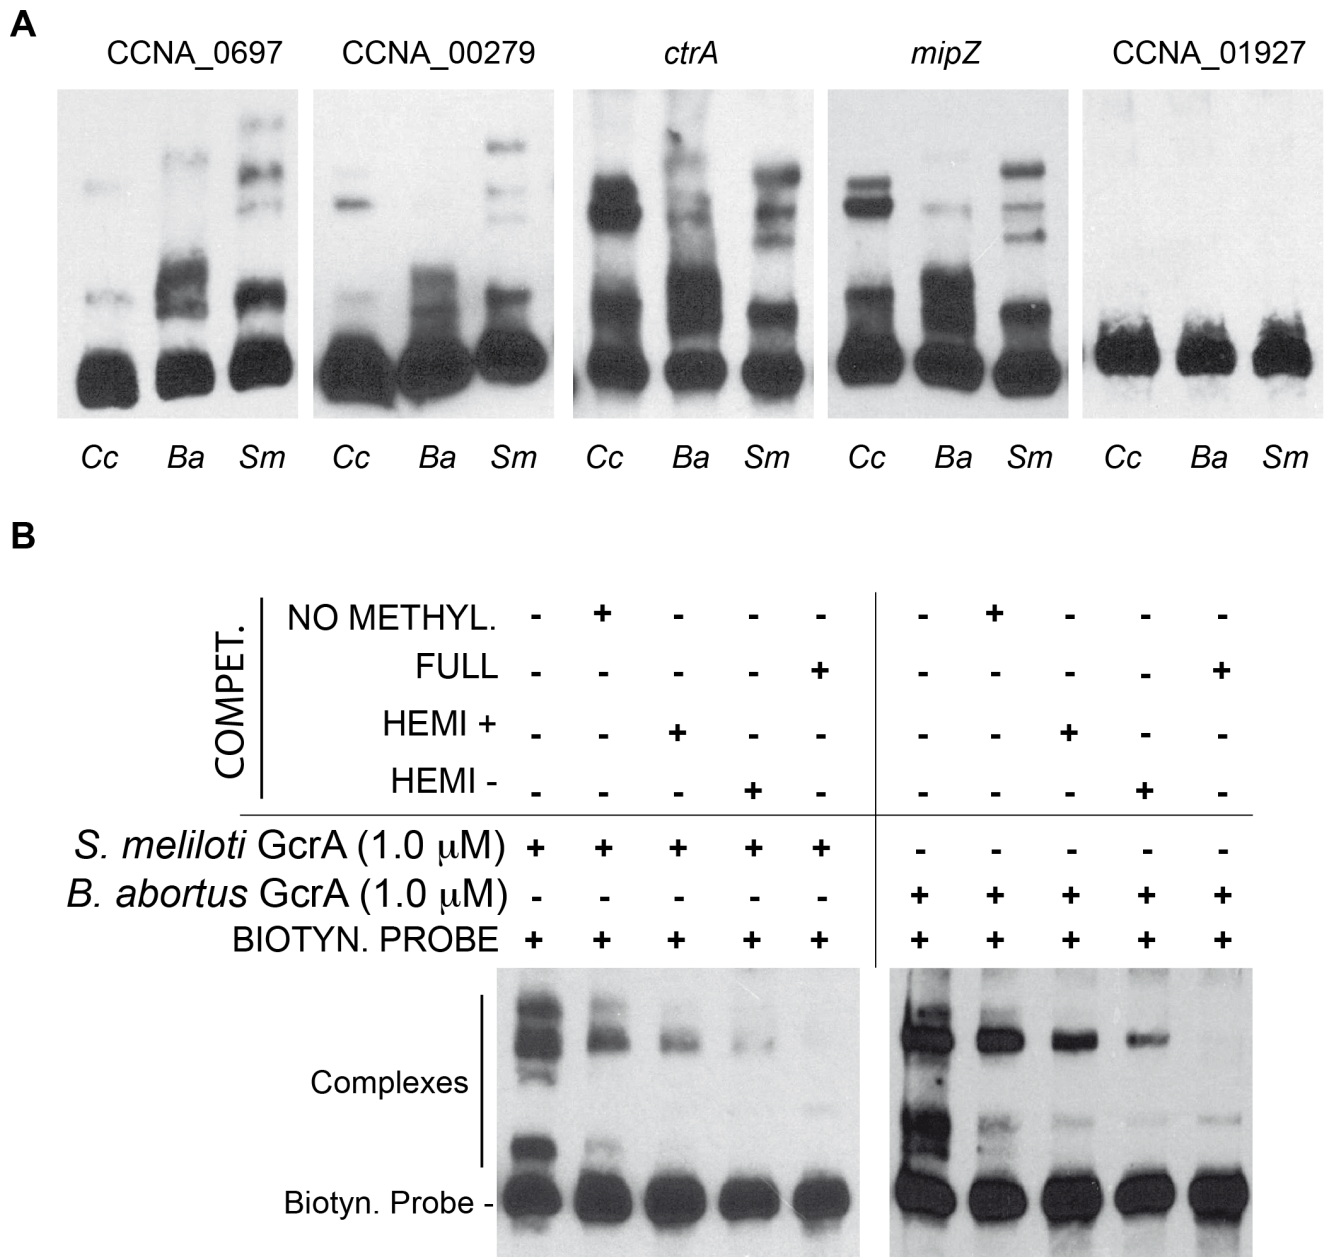 A
CCNA_0697 CCNA_00279 ctrA mipZ CCNA_01927
Cc Ba Sm Cc Ba Sm Cc Ba Sm Cc Ba Sm Cc Ba Sm
B
COMPET.
NO METHYL. - + - - - - + - - -
FULL - - - - + - - - - +
HEMI + - - + - - - - + - -
HEMI - - - - + - - - - + -
S. meliloti GcrA (1.0 μM) + + + + + - - - - -
B. abortus GcrA (1.0 μM) - - - - - + + + + +
BIOTYN. PROBE + + + + + + + + + +
Complexes
Biotyn. Probe -